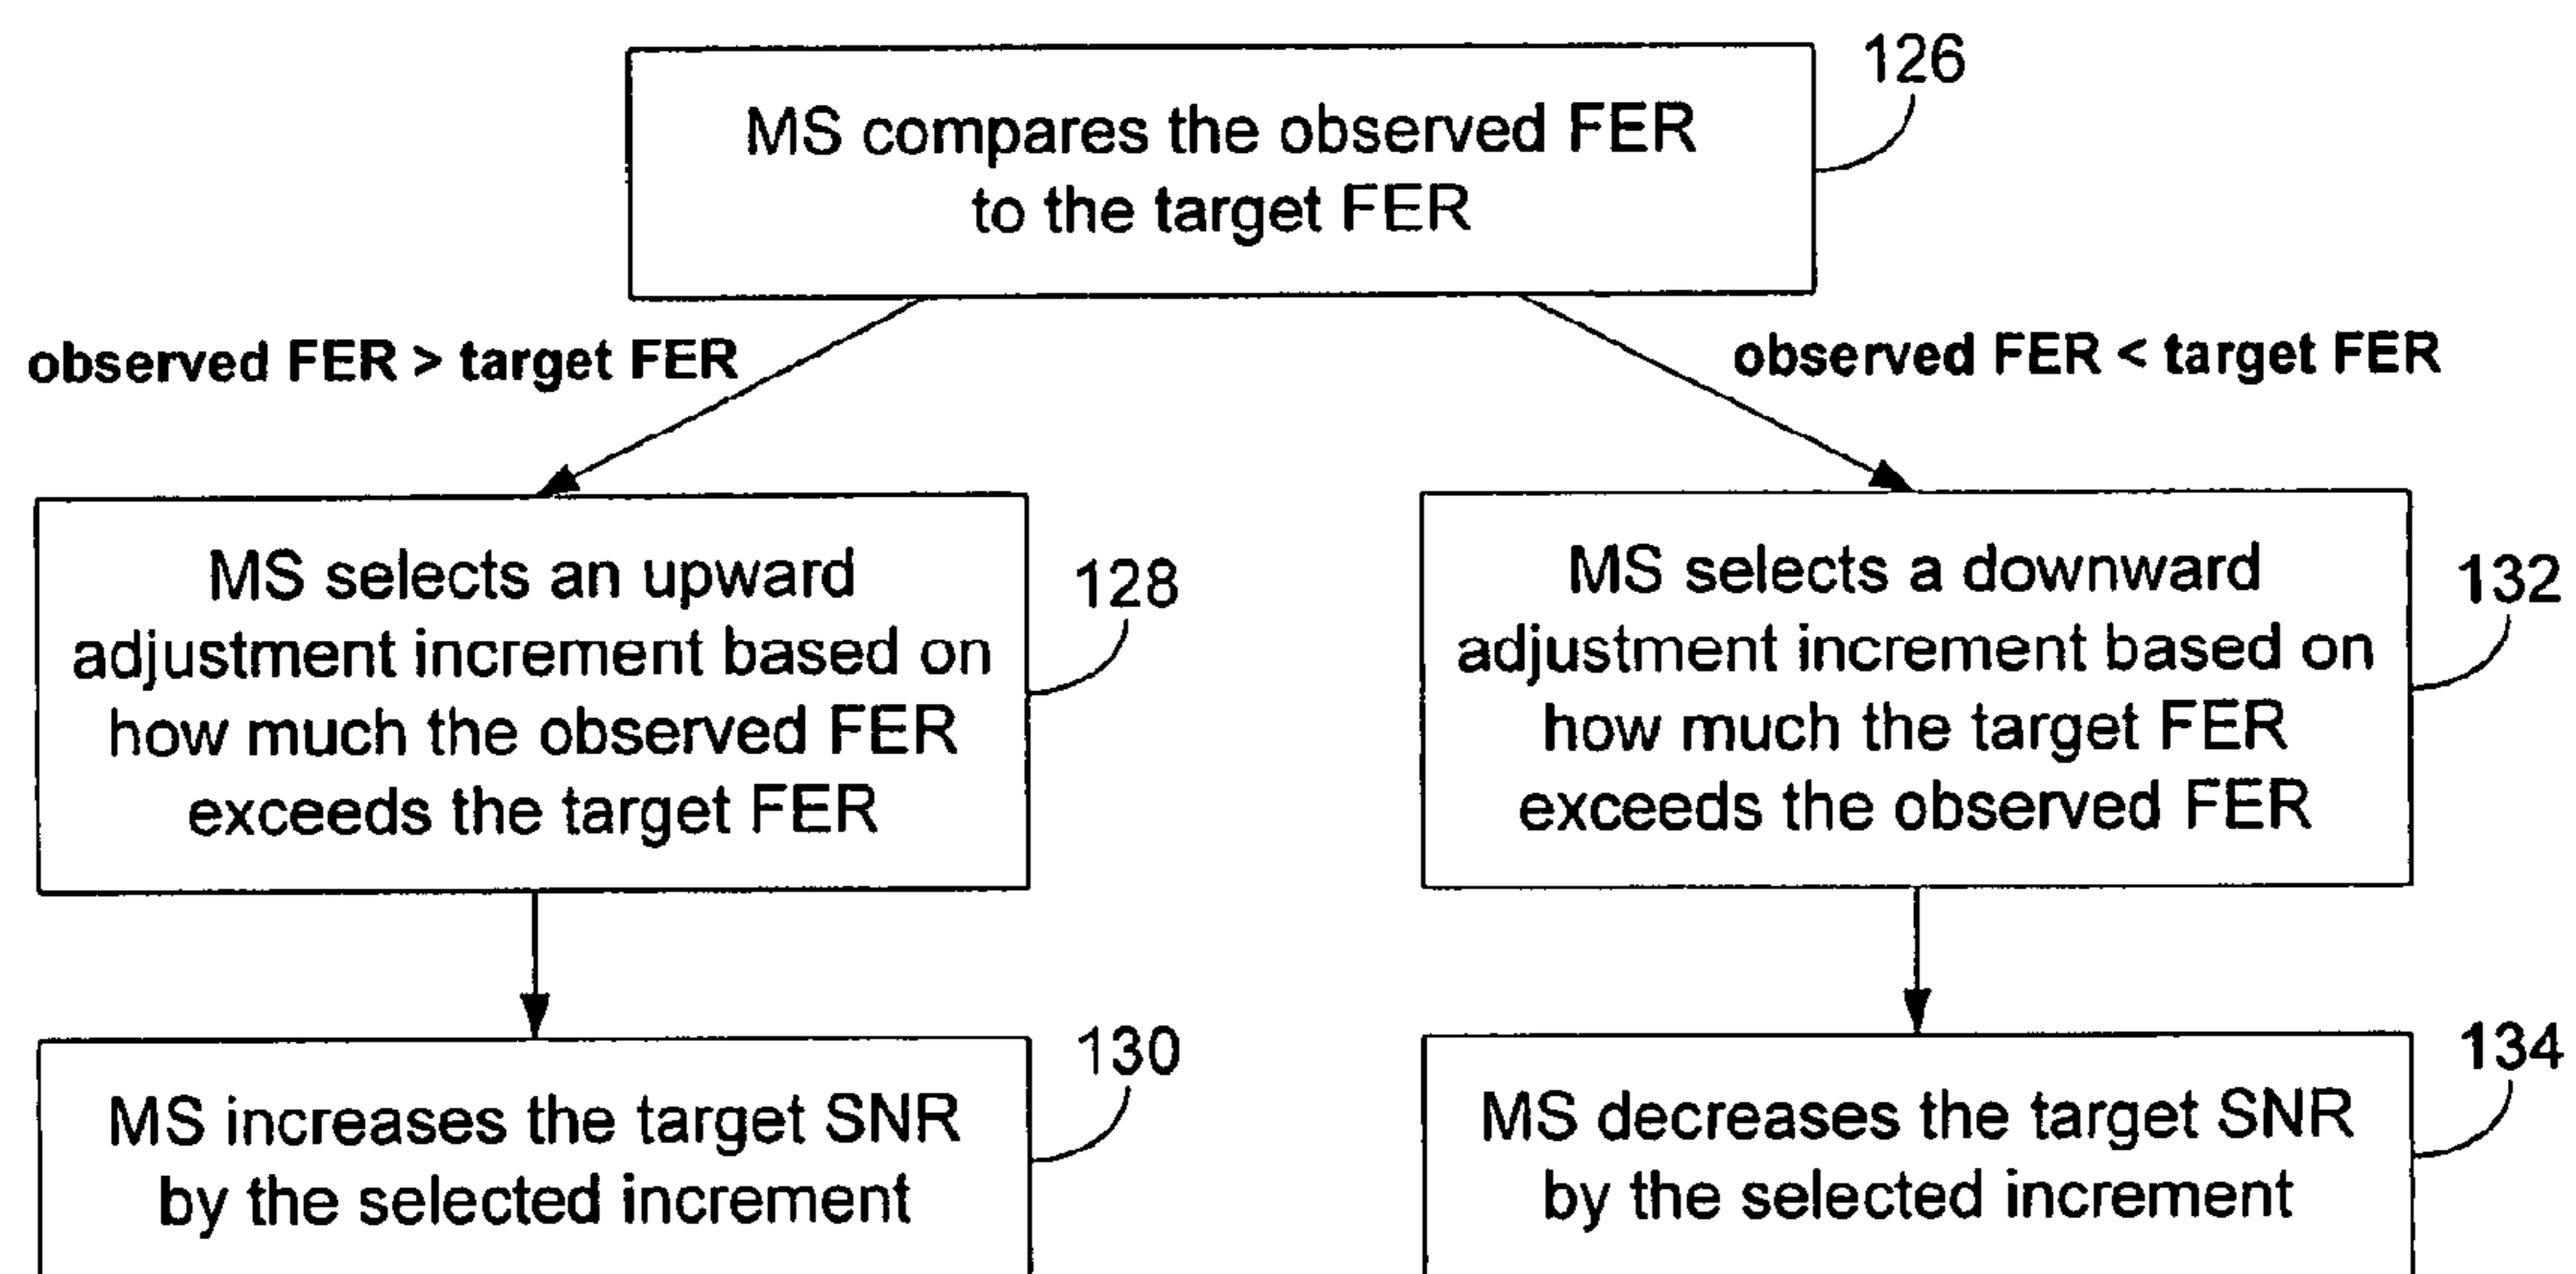 126
MS compares the observed FER
to the target FER
observed FER > target FER
observed FER < target FER
MS selects an upward
adjustment increment based on
how much the observed FER
exceeds the target FER
128
MS selects a downward
adjustment increment based on
how much the target FER
exceeds the observed FER
132
MS increases the target SNR
by the selected increment
130
MS decreases the target SNR
by the selected increment
134